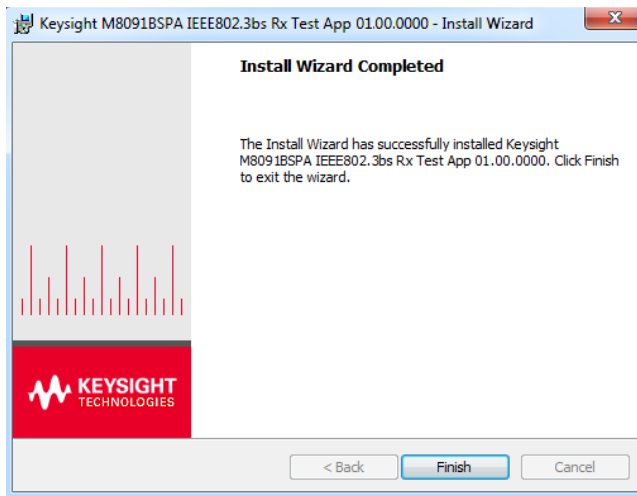 Keysight M8091BSPA IEEE802.3bs Rx Test App 01.00.0000 - Install Wizard
Install Wizard Completed
The Install Wizard has successfully installed Keysight
M8091BSPA IEEE802.3bs Rx Test App 01.00.0000. Click Finish
to exit the wizard.
KEYSIGHT
TECHNOLOGIES
< Back Finish Cancel